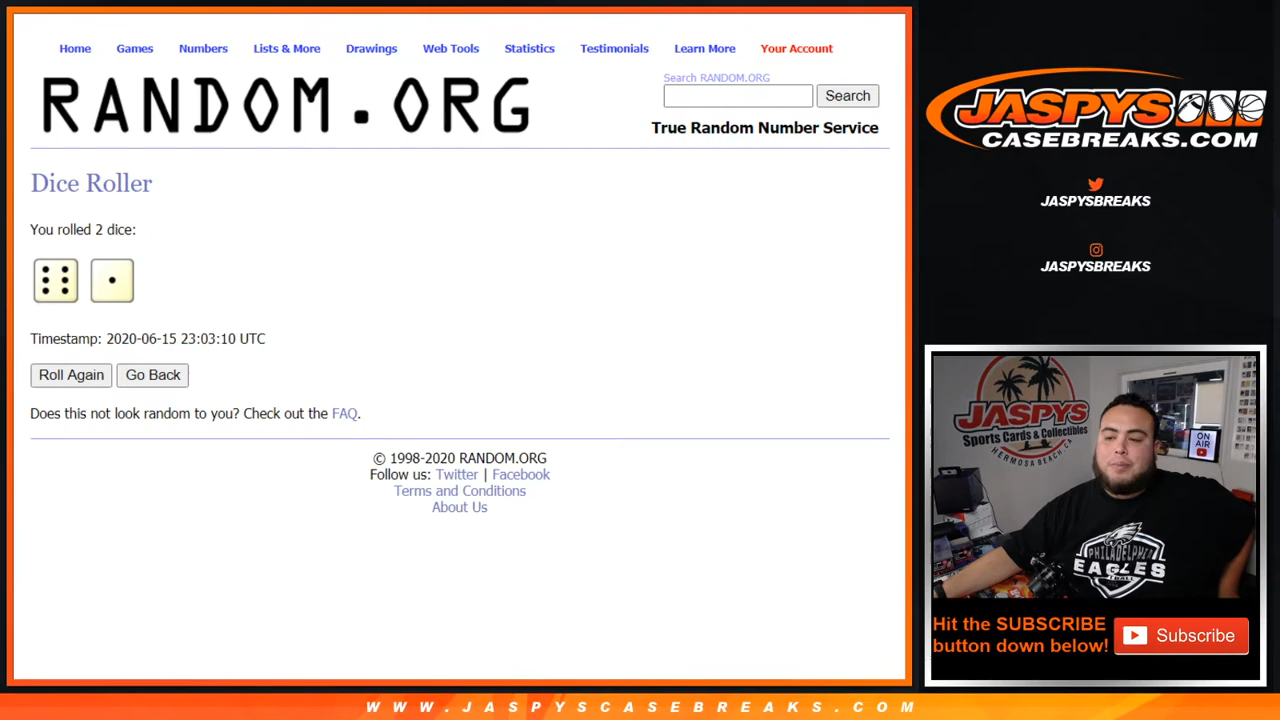 Home Games Numbers Lists & More Drawings Web Tools Statistics Testimonials Learn More Your Account
RANDOM.ORG
Search RANDOM.ORG
Search
True Random Number Service
Dice Roller
You rolled 2 dice:
Timestamp: 2020-06-15 23:03:10 UTC
Roll Again Go Back
Does this not look random to you? Check out the FAQ.
© 1998-2020 RANDOM.ORG
Follow us: Twitter | Facebook
Terms and Conditions
About Us
JASPYS
CASEBREAKS.COM
JASPYSBREAKS
JASPYSBREAKS
JASPYS
Sports Cards & Collectibles
HERMOSA BEACH, CA
ON
AIR
PHILADELPHIA
EAGLES
FOOTBALL
Hit the SUBSCRIBE
button down below!
Subscribe
WWW.JASPYSCASEBREAKS.COM